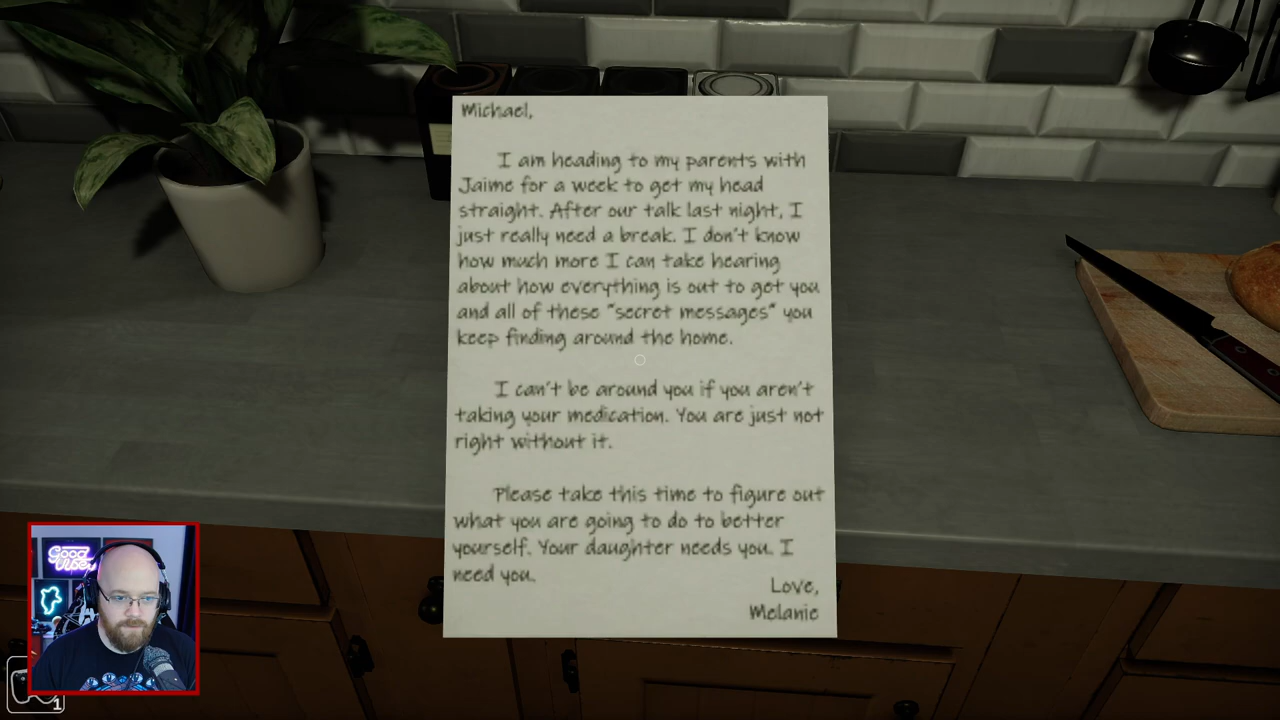 Michael,
I am heading to my parents with
Jaime for a week to get my head
straight. After our talk last night, I
just really need a break. I don't know
how much more I can take hearing
about how everything is out to get you
and all of these "secret messages" you
keep finding around the home.
I can't be around you if you aren't
taking your medication. You are just not
right without it.
Please take this time to figure out
what you are going to do to better
yourself. Your daughter needs you. I
need you.
Love,
Melanie
Good
Vibes
1